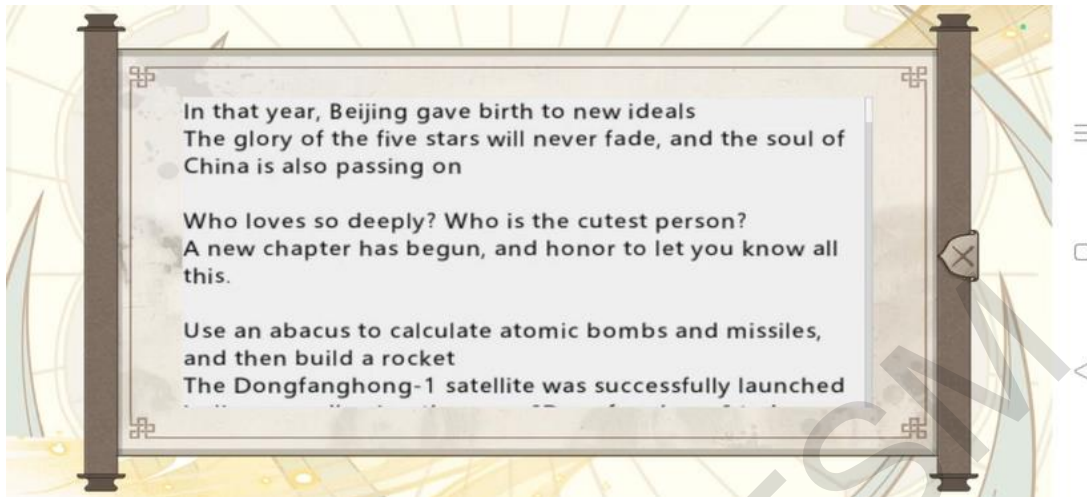 In that year, Beijing gave birth to new ideals
The glory of the five stars will never fade, and the soul of
China is also passing on
Who loves so deeply? Who is the cutest person?
A new chapter has begun, and honor to let you know all
this.
Use an abacus to calculate atomic bombs and missiles,
and then build a rocket
The Dongfanghong-1 satellite was successfully launched
SM